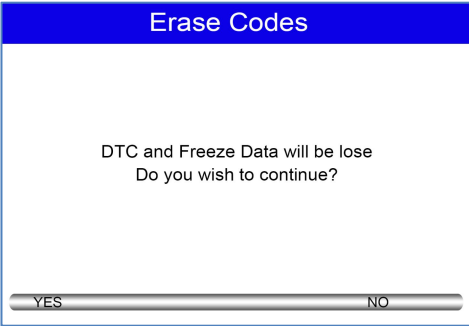 Erase Codes
DTC and Freeze Data will be lose
Do you wish to continue?
YES NO